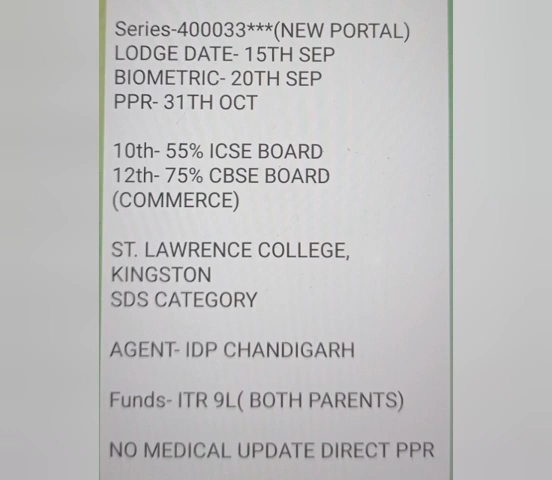 Series-400033***(NEW PORTAL)
LODGE DATE- 15TH SEP
BIOMETRIC- 20TH SEP
PPR- 31TH OCT
10th- 55% ICSE BOARD
12th- 75% CBSE BOARD
(COMMERCE)
ST. LAWRENCE COLLEGE,
KINGSTON
SDS CATEGORY
AGENT- IDP CHANDIGARH
Funds- ITR 9L( BOTH PARENTS)
NO MEDICAL UPDATE DIRECT PPR